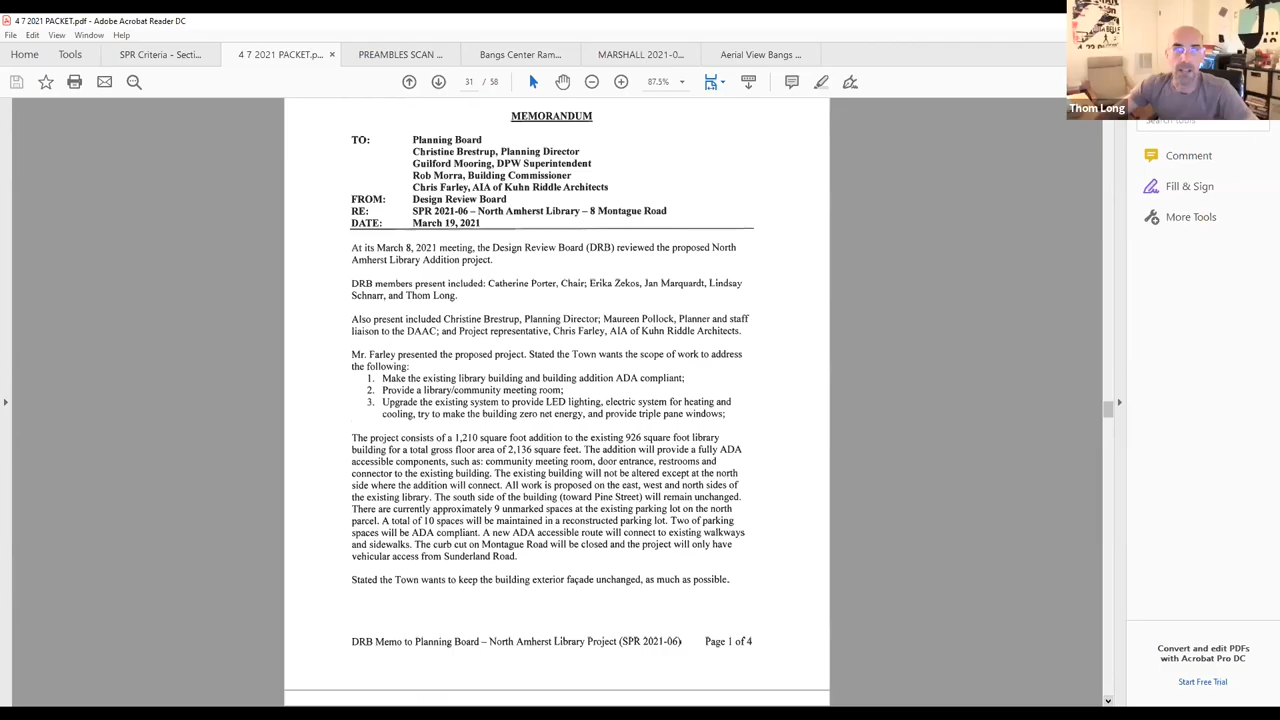 4 7 2021 PACKET.pdf - Adobe Acrobat Reader DC
File Edit View Window Help
Home Tools SPR Criteria - Secti... 4 7 2021 PACKET.p... × PREAMBLES SCAN ... Bangs Center Ram... MARSHALL 2021-0... Aerial View Bangs ...
31 / 58 87.5%
Thom Long
Search tools
Comment
Fill & Sign
More Tools
MEMORANDUM
TO: Planning Board
Christine Brestrup, Planning Director
Guilford Mooring, DPW Superintendent
Rob Morra, Building Commissioner
Chris Farley, AIA of Kuhn Riddle Architects
FROM: Design Review Board
RE: SPR 2021-06 – North Amherst Library – 8 Montague Road
DATE: March 19, 2021
At its March 8, 2021 meeting, the Design Review Board (DRB) reviewed the proposed North
Amherst Library Addition project.
DRB members present included: Catherine Porter, Chair; Erika Zekos, Jan Marquardt, Lindsay
Schnarr, and Thom Long.
Also present included Christine Brestrup, Planning Director; Maureen Pollock, Planner and staff
liaison to the DAAC; and Project representative, Chris Farley, AIA of Kuhn Riddle Architects.
Mr. Farley presented the proposed project. Stated the Town wants the scope of work to address
the following:
1. Make the existing library building and building addition ADA compliant;
2. Provide a library/community meeting room;
3. Upgrade the existing system to provide LED lighting, electric system for heating and
cooling, try to make the building zero net energy, and provide triple pane windows;
The project consists of a 1,210 square foot addition to the existing 926 square foot library
building for a total gross floor area of 2,136 square feet. The addition will provide a fully ADA
accessible components, such as: community meeting room, door entrance, restrooms and
connector to the existing building. The existing building will not be altered except at the north
side where the addition will connect. All work is proposed on the east, west and north sides of
the existing library. The south side of the building (toward Pine Street) will remain unchanged.
There are currently approximately 9 unmarked spaces at the existing parking lot on the north
parcel. A total of 10 spaces will be maintained in a reconstructed parking lot. Two of parking
spaces will be ADA compliant. A new ADA accessible route will connect to existing walkways
and sidewalks. The curb cut on Montague Road will be closed and the project will only have
vehicular access from Sunderland Road.
Stated the Town wants to keep the building exterior façade unchanged, as much as possible.
DRB Memo to Planning Board – North Amherst Library Project (SPR 2021-06) Page 1 of 4
Convert and edit PDFs
with Acrobat Pro DC
Start Free Trial